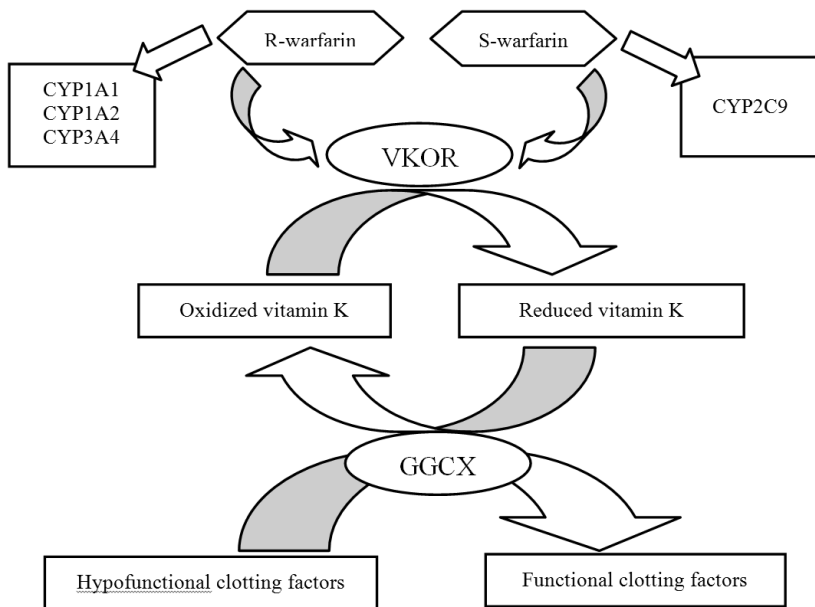 R-warfarin
S-warfarin
CYP1A1
CYP1A2
CYP3A4
CYP2C9
VKOR
Oxidized vitamin K
Reduced vitamin K
GGCX
Hypofunctional clotting factors
Functional clotting factors